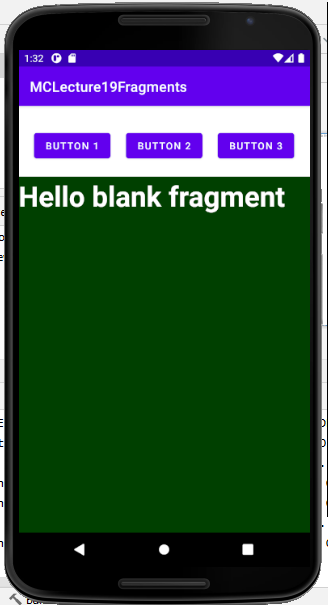 1:32
MCLecture19Fragments
BUTTON 1 BUTTON 2 BUTTON 3
Hello blank fragment